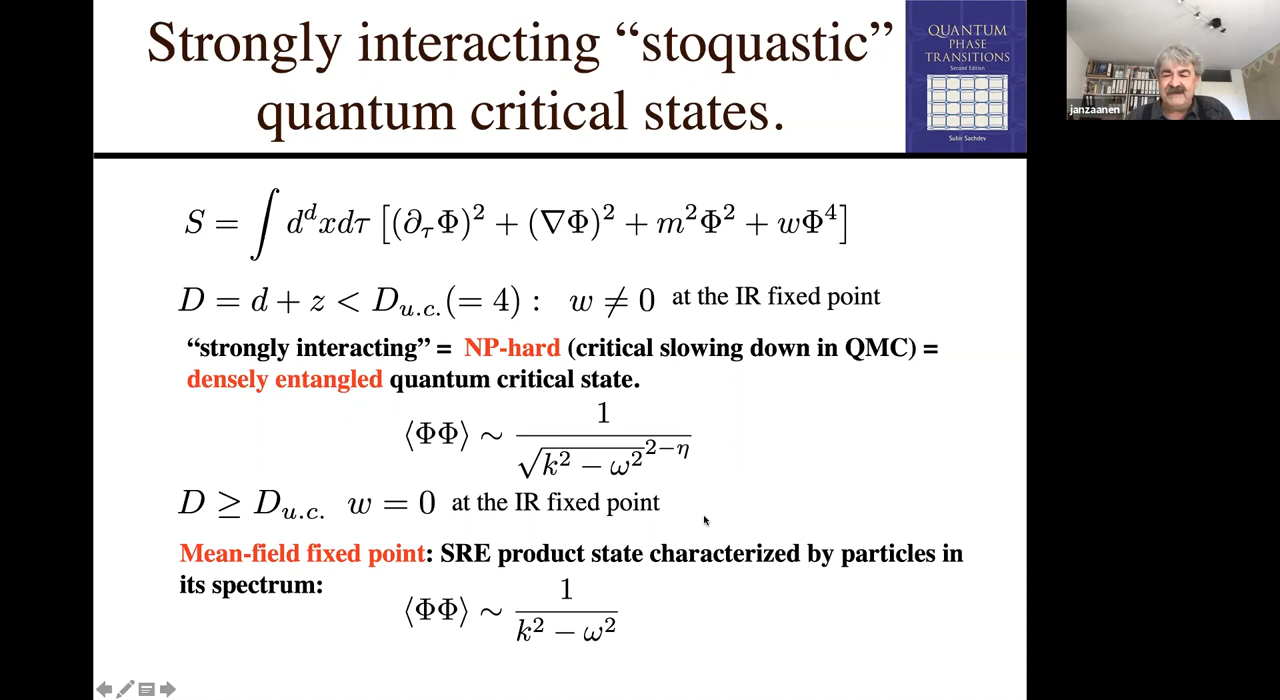 Strongly interacting “stoquastic”
quantum critical states.
QUANTUM
PHASE
TRANSITIONS
Second Edition
Subir Sachdev
janzaanen
S = ∫ d^d x dτ [(∂_τ Φ)^2 + (∇Φ)^2 + m^2 Φ^2 + wΦ^4]
D = d + z < D_{u.c.}(= 4) : w ≠ 0 at the IR fixed point
“strongly interacting” = NP-hard (critical slowing down in QMC) =
densely entangled quantum critical state.
⟨ΦΦ⟩ ∼ 1 / √(k^2 − ω^2)^{2−η}
D ≥ D_{u.c.} w = 0 at the IR fixed point
Mean-field fixed point: SRE product state characterized by particles in
its spectrum:
⟨ΦΦ⟩ ∼ 1 / (k^2 − ω^2)